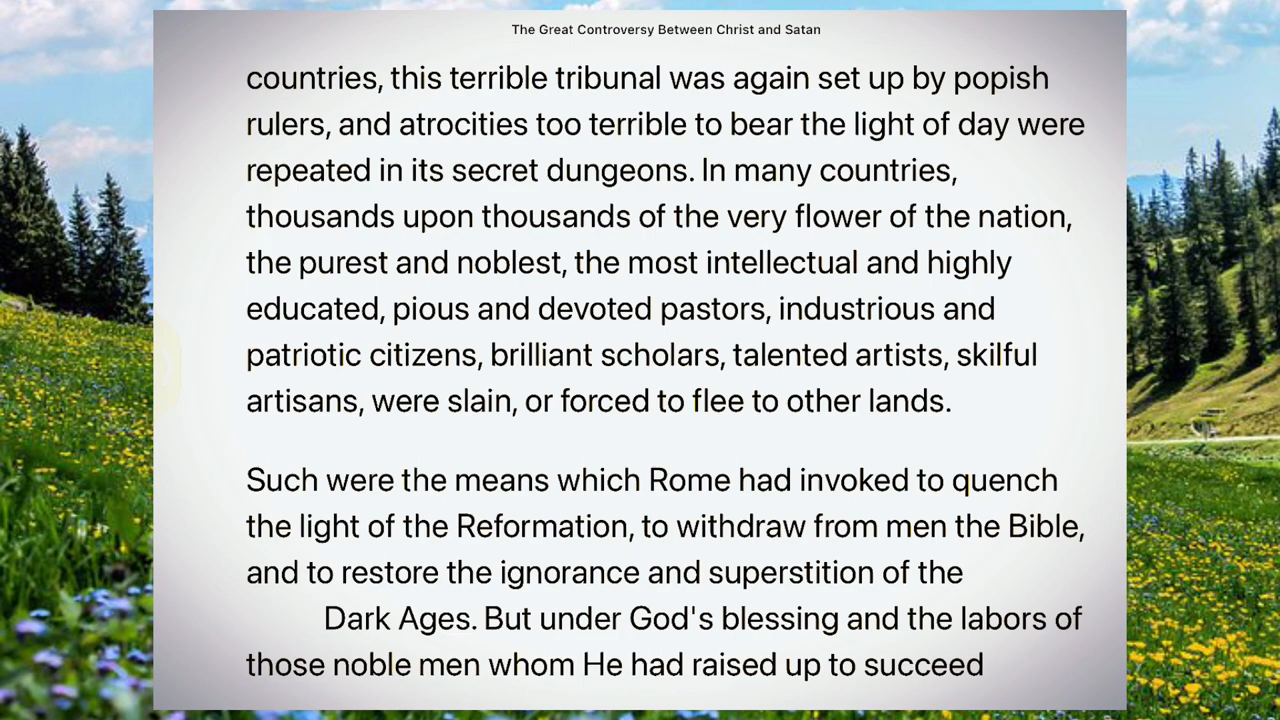 The Great Controversy Between Christ and Satan
countries, this terrible tribunal was again set up by popish
rulers, and atrocities too terrible to bear the light of day were
repeated in its secret dungeons. In many countries,
thousands upon thousands of the very flower of the nation,
the purest and noblest, the most intellectual and highly
educated, pious and devoted pastors, industrious and
patriotic citizens, brilliant scholars, talented artists, skilful
artisans, were slain, or forced to flee to other lands.
Such were the means which Rome had invoked to quench
the light of the Reformation, to withdraw from men the Bible,
and to restore the ignorance and superstition of the
Dark Ages. But under God's blessing and the labors of
those noble men whom He had raised up to succeed